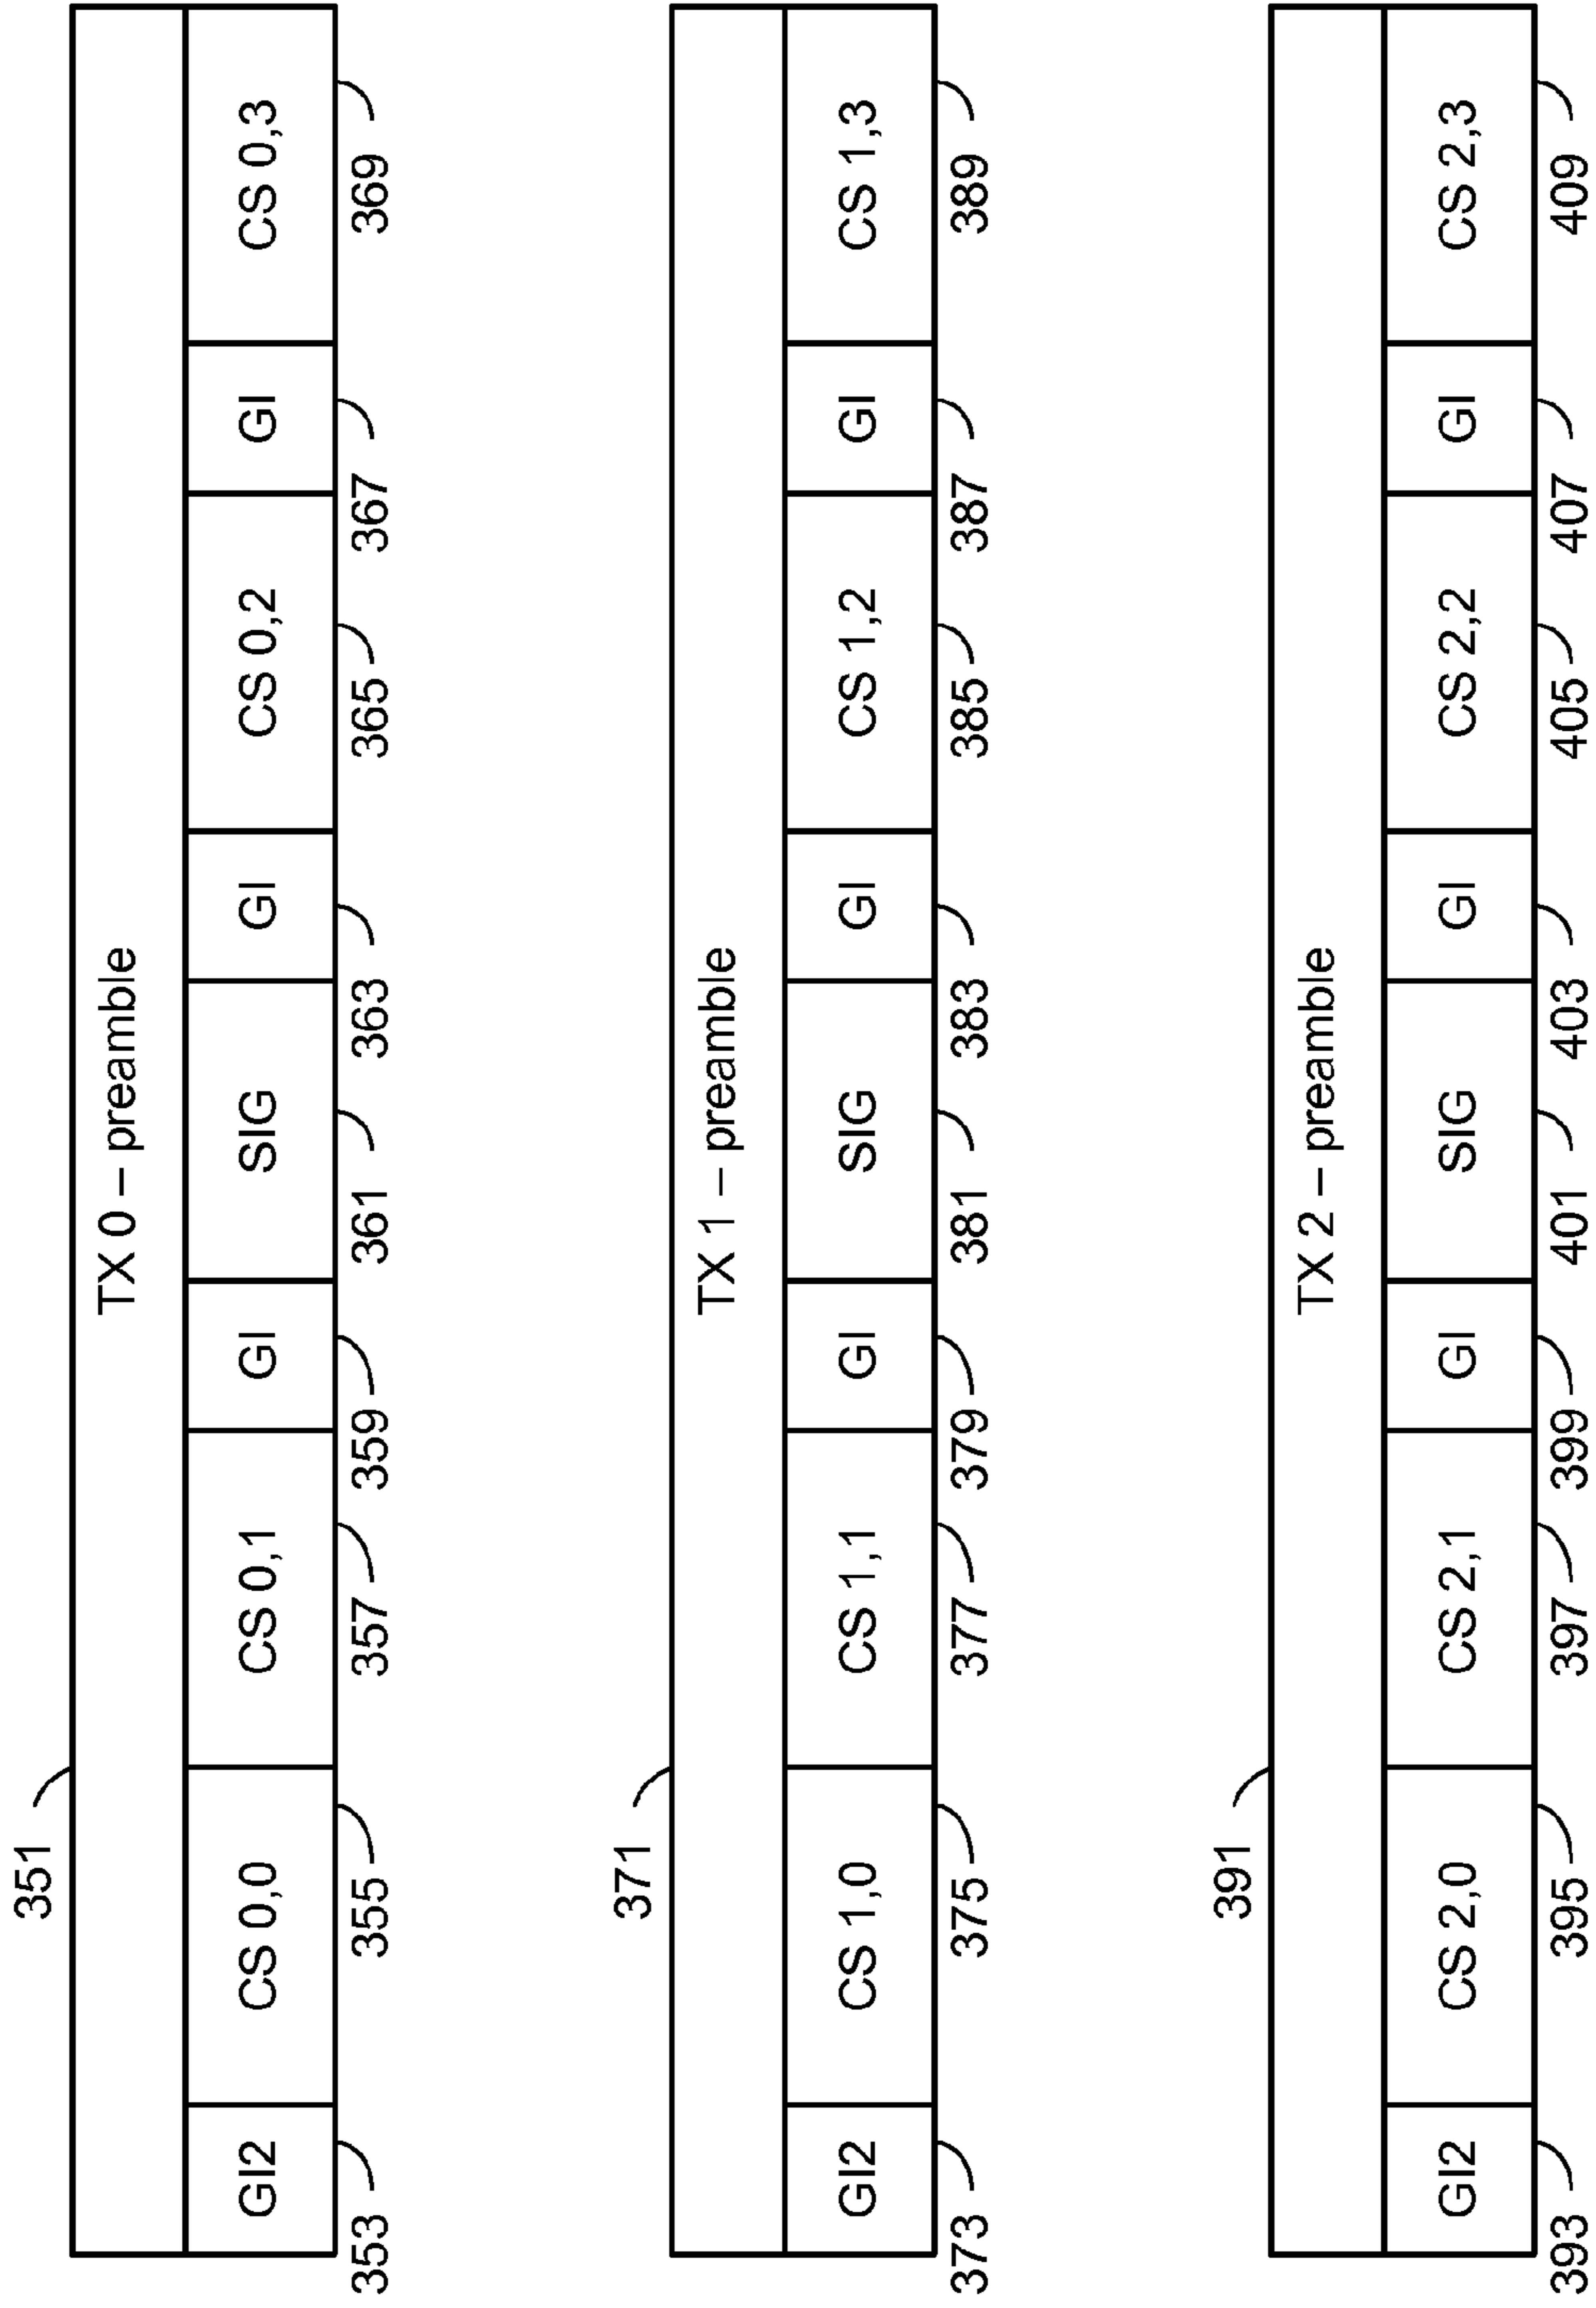 351
TX 0 – preamble
GI2 CS 0,0 CS 0,1 GI SIG GI CS 0,2 GI CS 0,3
353 355 357 359 361 363 365 367 369
371
TX 1 – preamble
GI2 CS 1,0 CS 1,1 GI SIG GI CS 1,2 GI CS 1,3
373 375 377 379 381 383 385 387 389
391
TX 2 – preamble
GI2 CS 2,0 CS 2,1 GI SIG GI CS 2,2 GI CS 2,3
393 395 397 399 401 403 405 407 409